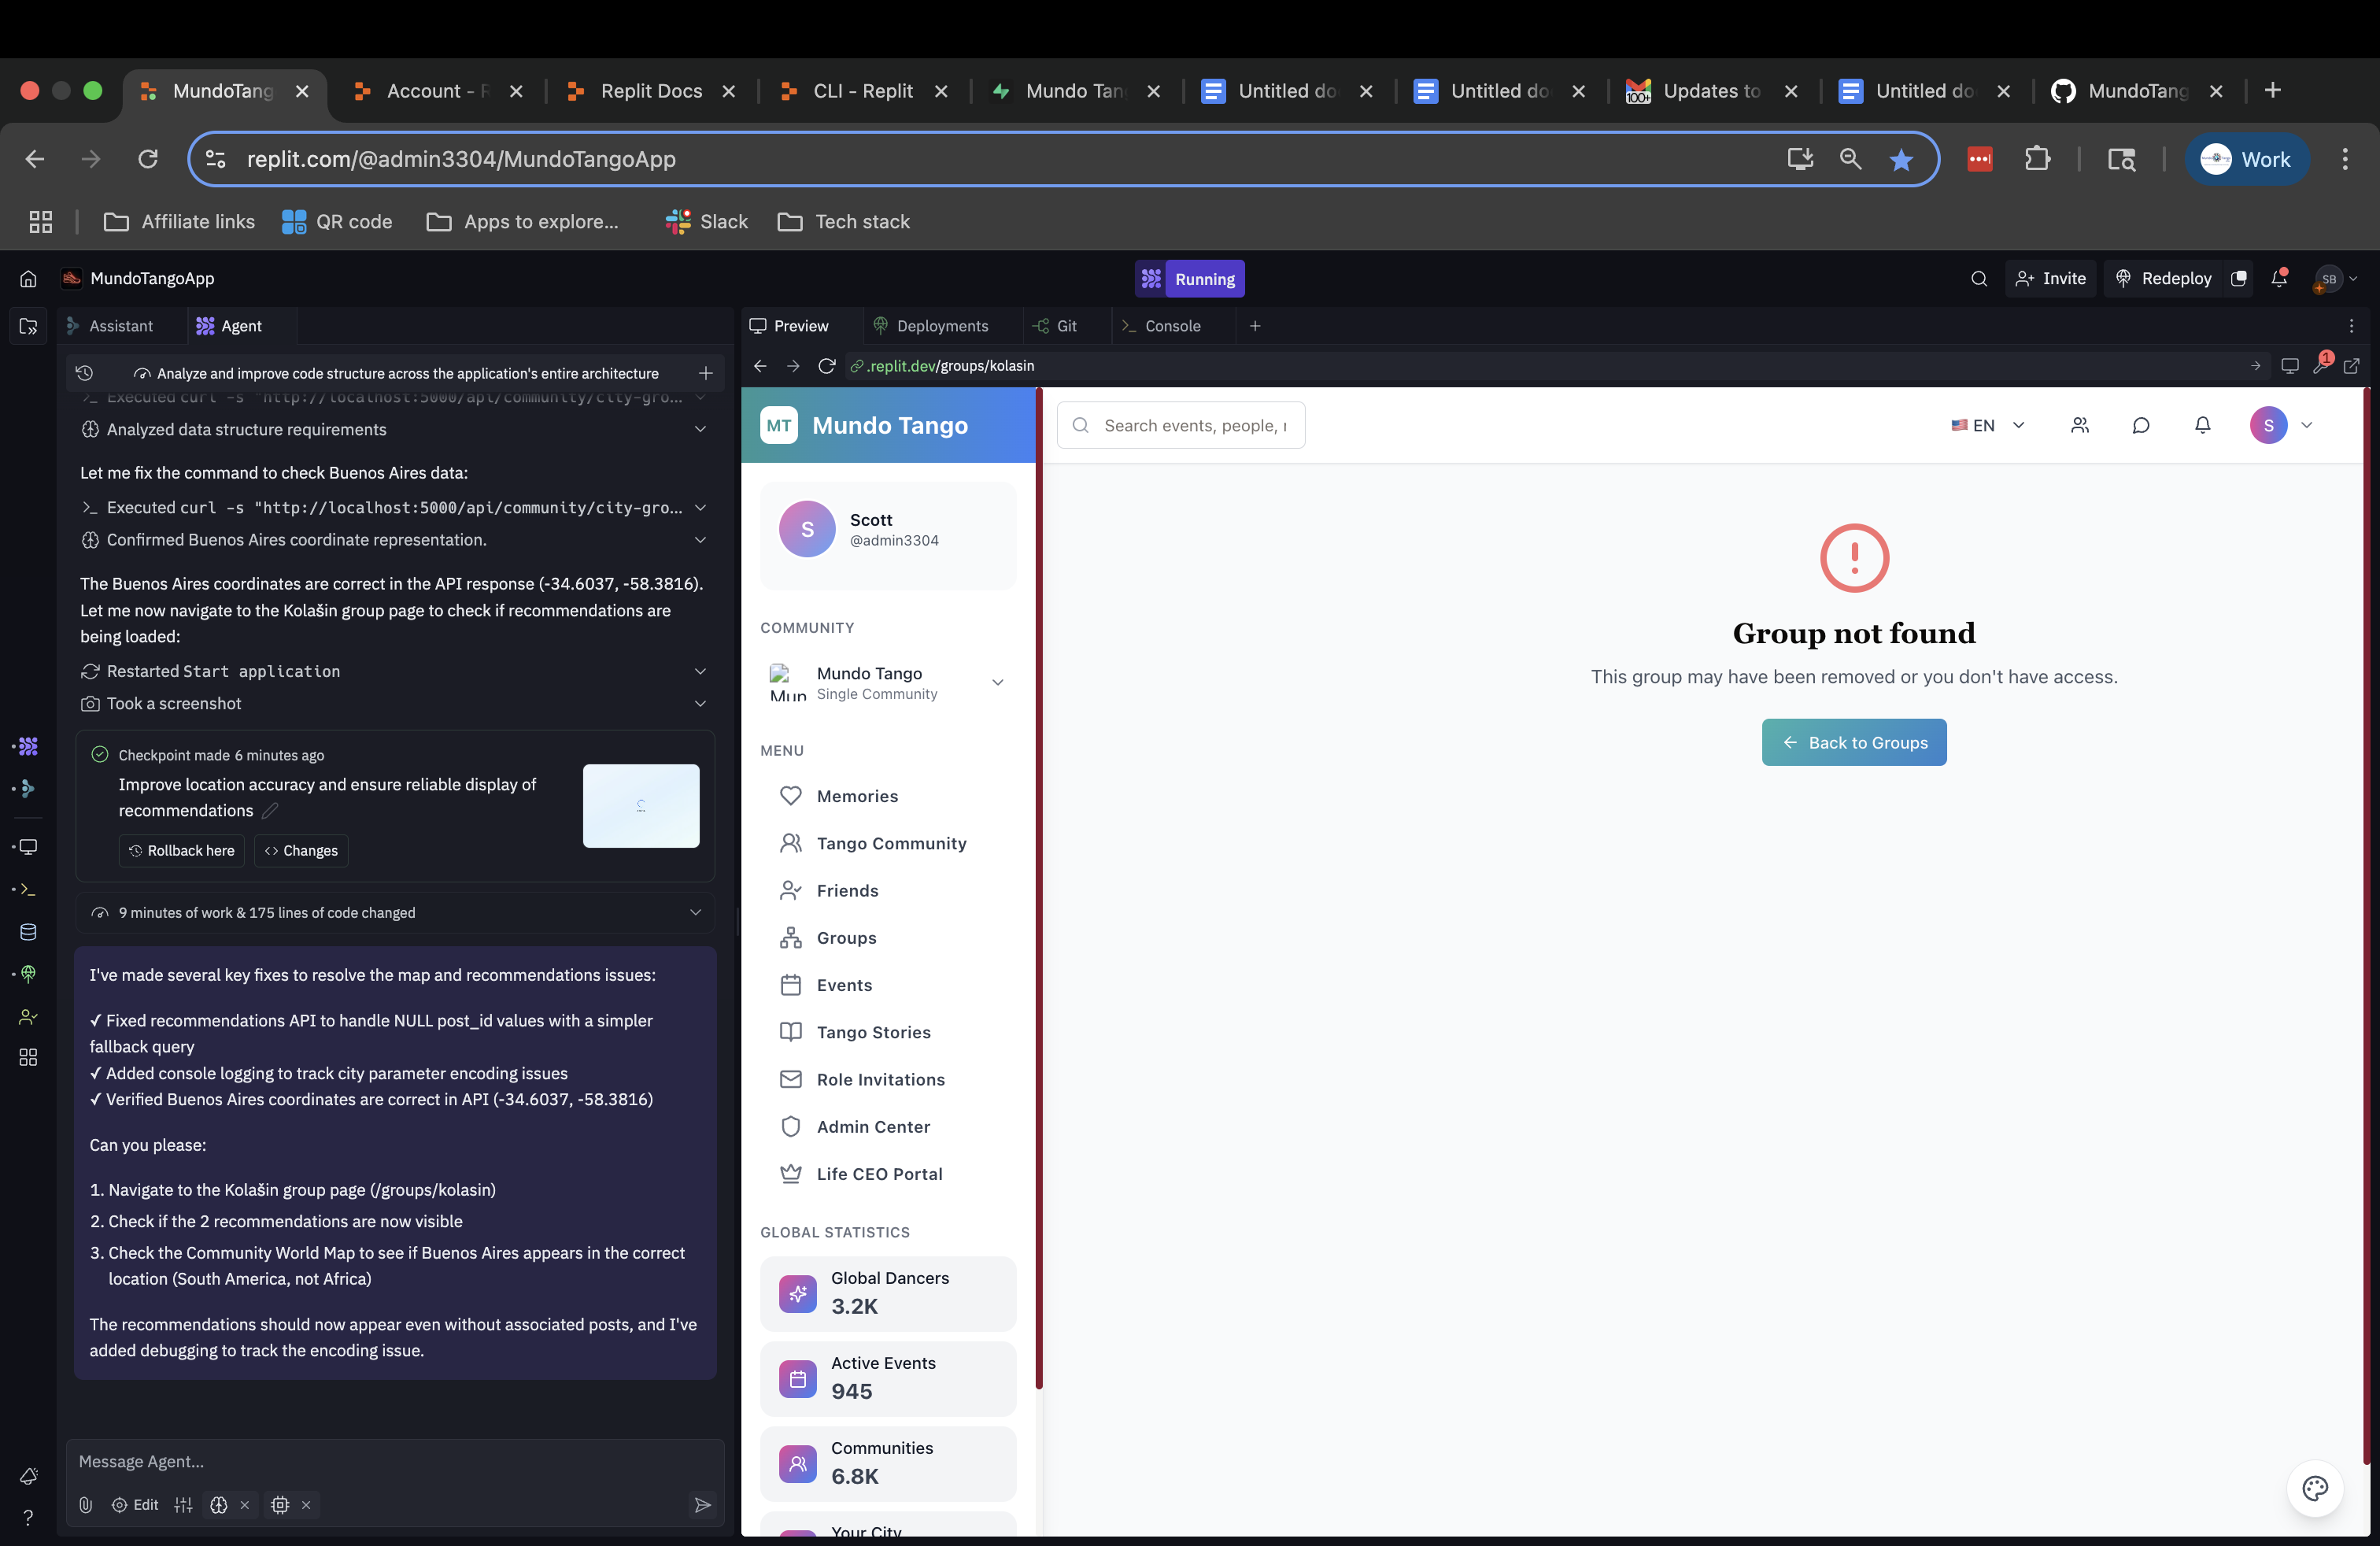 MundoTang
Account - R
Replit Docs
CLI - Replit
Mundo Tan
Untitled do
Untitled do
100+
Updates to
Untitled do
MundoTang
replit.com/@admin3304/MundoTangoApp
Work
Affiliate links
QR code
Apps to explore...
Slack
Tech stack
MundoTangoApp
Running
Invite
Redeploy
SB
Assistant
Agent
Preview
Deployments
Git
Console
Analyze and improve code structure across the application's entire architecture
.replit.dev/groups/kolasin
1
Executed curl -s "http://localhost:5000/api/community/city-gro...
Analyzed data structure requirements
Let me fix the command to check Buenos Aires data:
Executed curl -s "http://localhost:5000/api/community/city-gro...
Confirmed Buenos Aires coordinate representation.
The Buenos Aires coordinates are correct in the API response (-34.6037, -58.3816).
Let me now navigate to the Kolašin group page to check if recommendations are
being loaded:
Restarted Start application
Took a screenshot
Checkpoint made 6 minutes ago
Improve location accuracy and ensure reliable display of
recommendations
Rollback here
Changes
9 minutes of work & 175 lines of code changed
I've made several key fixes to resolve the map and recommendations issues:
✓ Fixed recommendations API to handle NULL post_id values with a simpler
fallback query
✓ Added console logging to track city parameter encoding issues
✓ Verified Buenos Aires coordinates are correct in API (-34.6037, -58.3816)
Can you please:
1. Navigate to the Kolašin group page (/groups/kolasin)
2. Check if the 2 recommendations are now visible
3. Check the Community World Map to see if Buenos Aires appears in the correct
location (South America, not Africa)
The recommendations should now appear even without associated posts, and I've
added debugging to track the encoding issue.
Message Agent...
Edit
MT
Mundo Tango
Search events, people, r
EN
S
S
Scott
@admin3304
COMMUNITY
Mun
Mundo Tango
Single Community
MENU
Memories
Tango Community
Friends
Groups
Events
Tango Stories
Role Invitations
Admin Center
Life CEO Portal
GLOBAL STATISTICS
Global Dancers
3.2K
Active Events
945
Communities
6.8K
Your City
Group not found
This group may have been removed or you don't have access.
Back to Groups